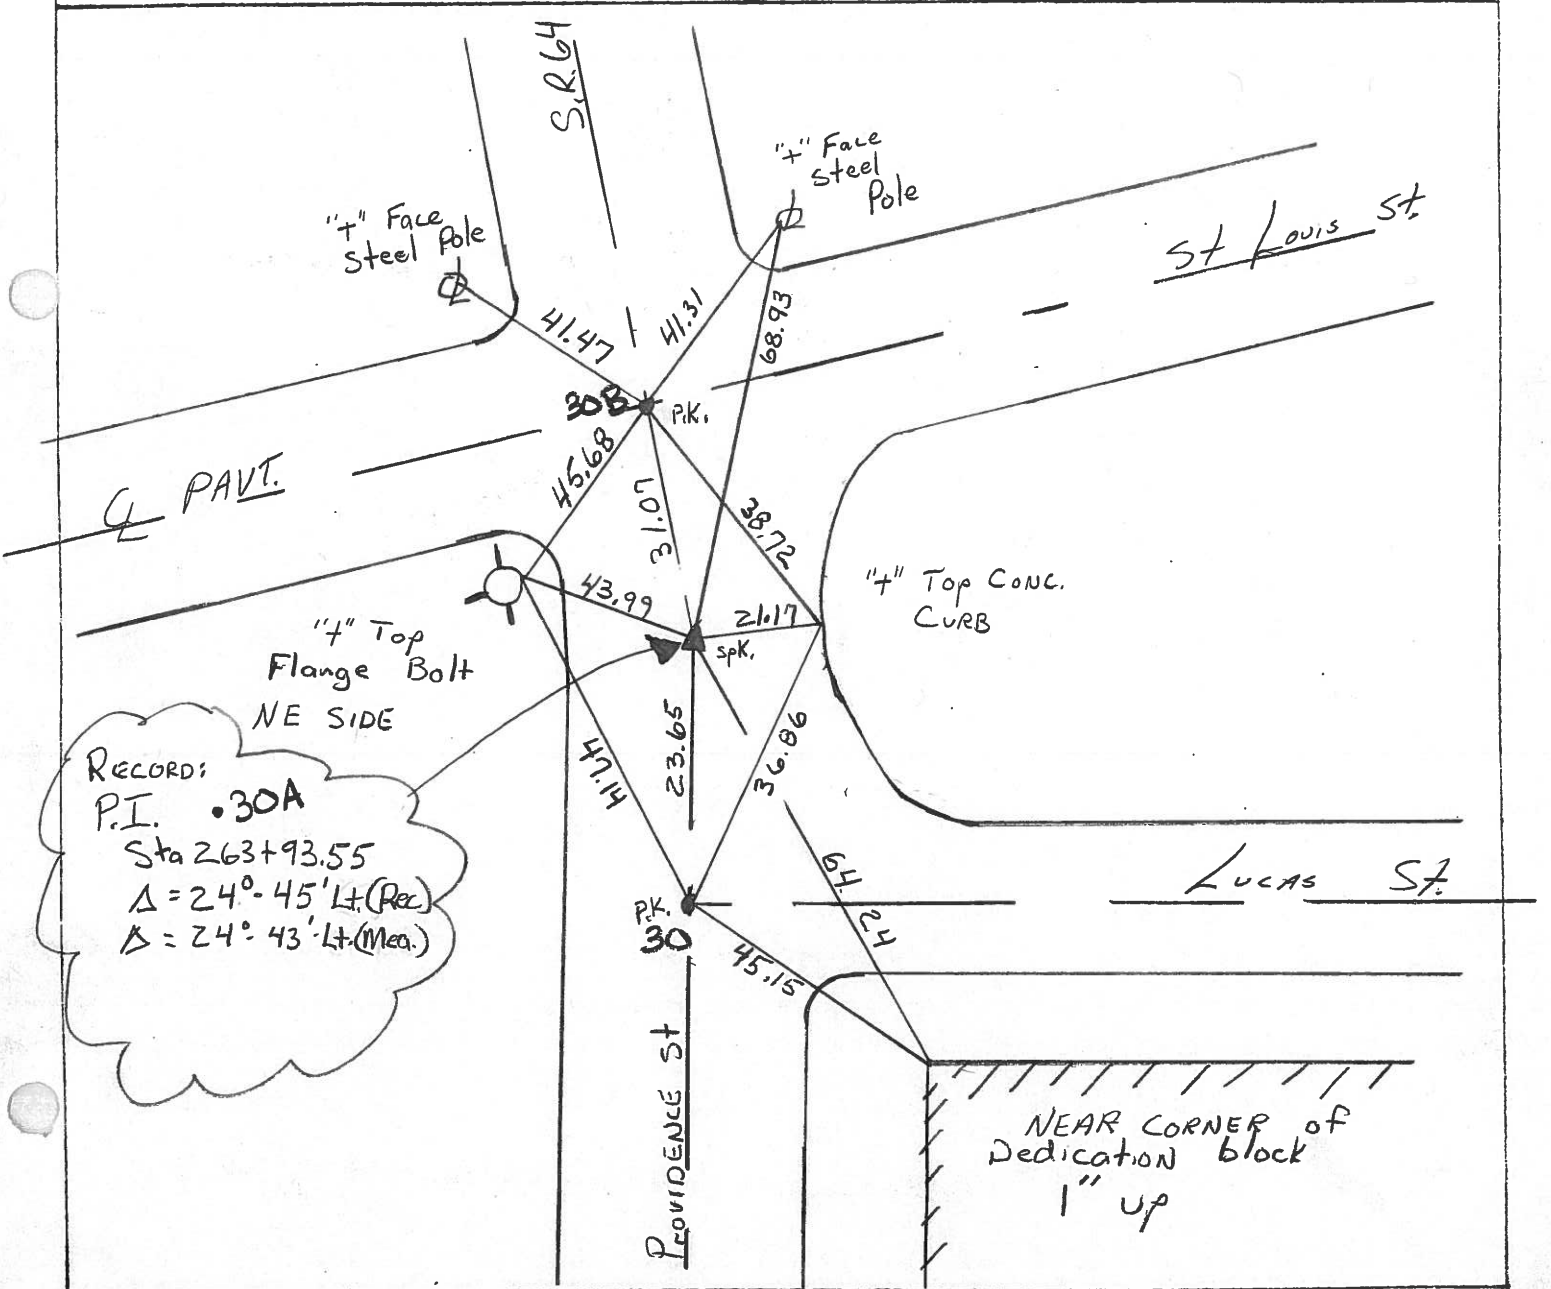 S.R.64
"+" Face
Steel
Pole
"+" Face
Steel Pole
St Louis St.
41.47
41.31
68.93
30B
P.K.
℄ PAVT.
45.68
31.07
38.72
"+" Top Conc.
Curb
43.99
21.17
spk.
"+" Top
Flange Bolt
NE SIDE
23.65
47.14
36.86
Record:
P.I. .30A
Sta 263+93.55
Δ = 24°-45' Lt.(Rec)
Δ = 24°-43' Lt.(Mea.)
64.24
Lucas St.
P.K.
30
45.15
Providence St
NEAR CORNER of
Dedication block
1" up